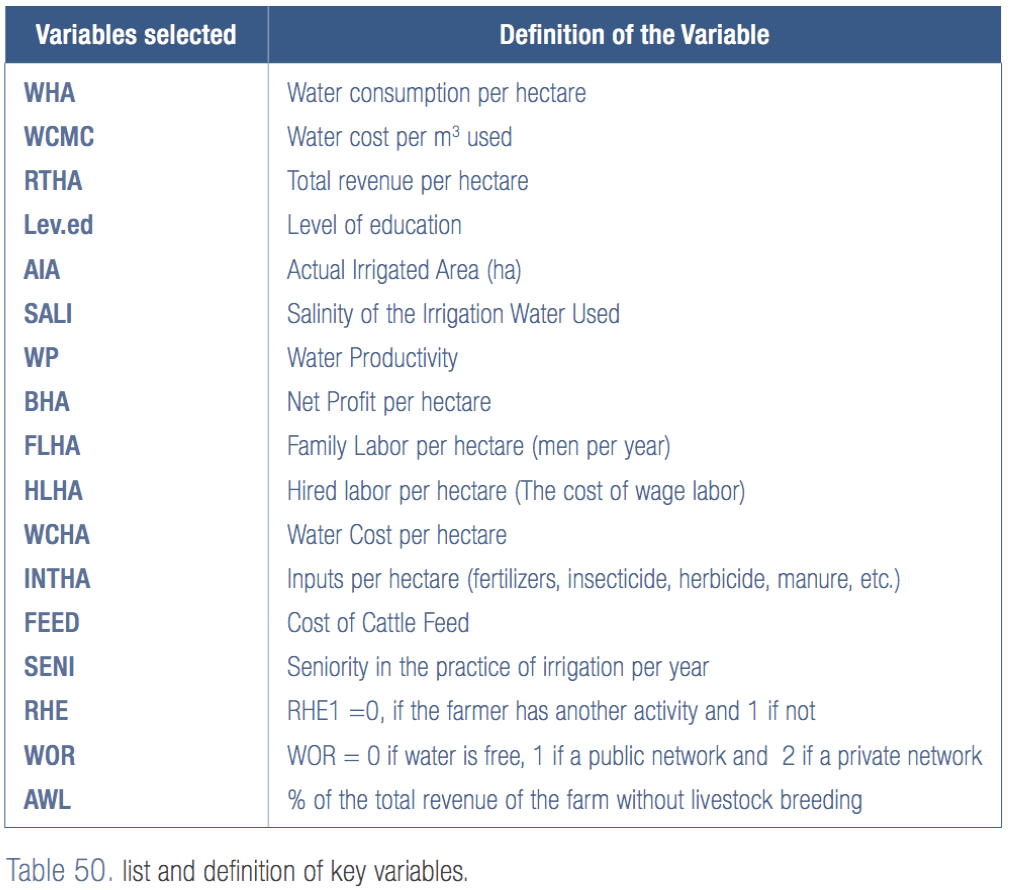 Variables selected Definition of the Variable
WHA Water consumption per hectare
WCMC Water cost per m³ used
RTHA Total revenue per hectare
Lev.ed Level of education
AIA Actual Irrigated Area (ha)
SALI Salinity of the Irrigation Water Used
WP Water Productivity
BHA Net Profit per hectare
FLHA Family Labor per hectare (men per year)
HLHA Hired labor per hectare (The cost of wage labor)
WCHA Water Cost per hectare
INTHA Inputs per hectare (fertilizers, insecticide, herbicide, manure, etc.)
FEED Cost of Cattle Feed
SENI Seniority in the practice of irrigation per year
RHE RHE1 =0, if the farmer has another activity and 1 if not
WOR WOR = 0 if water is free, 1 if a public network and 2 if a private network
AWL % of the total revenue of the farm without livestock breeding
Table 50. list and definition of key variables.